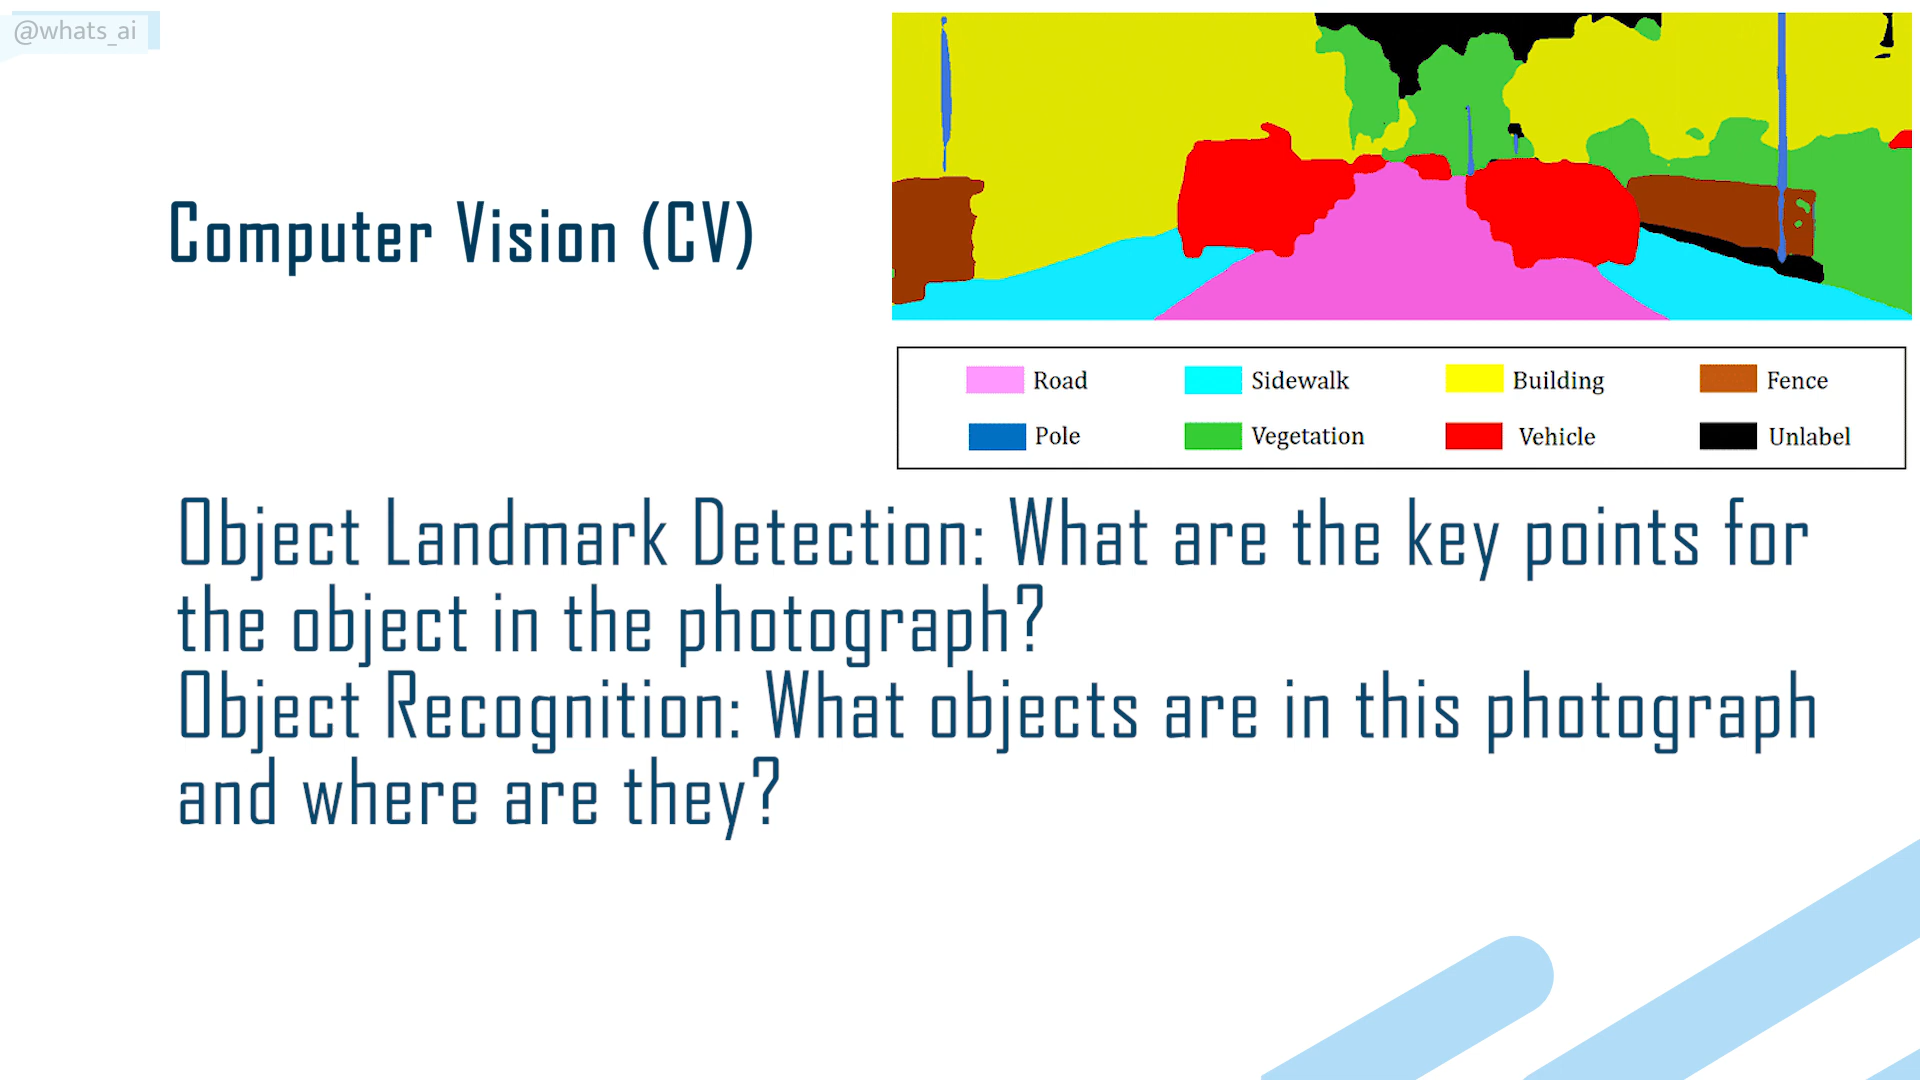 @whats_ai
Computer Vision (CV)
Road Sidewalk Building Fence
Pole Vegetation Vehicle Unlabel
Object Landmark Detection: What are the key points for
the object in the photograph?
Object Recognition: What objects are in this photograph
and where are they?